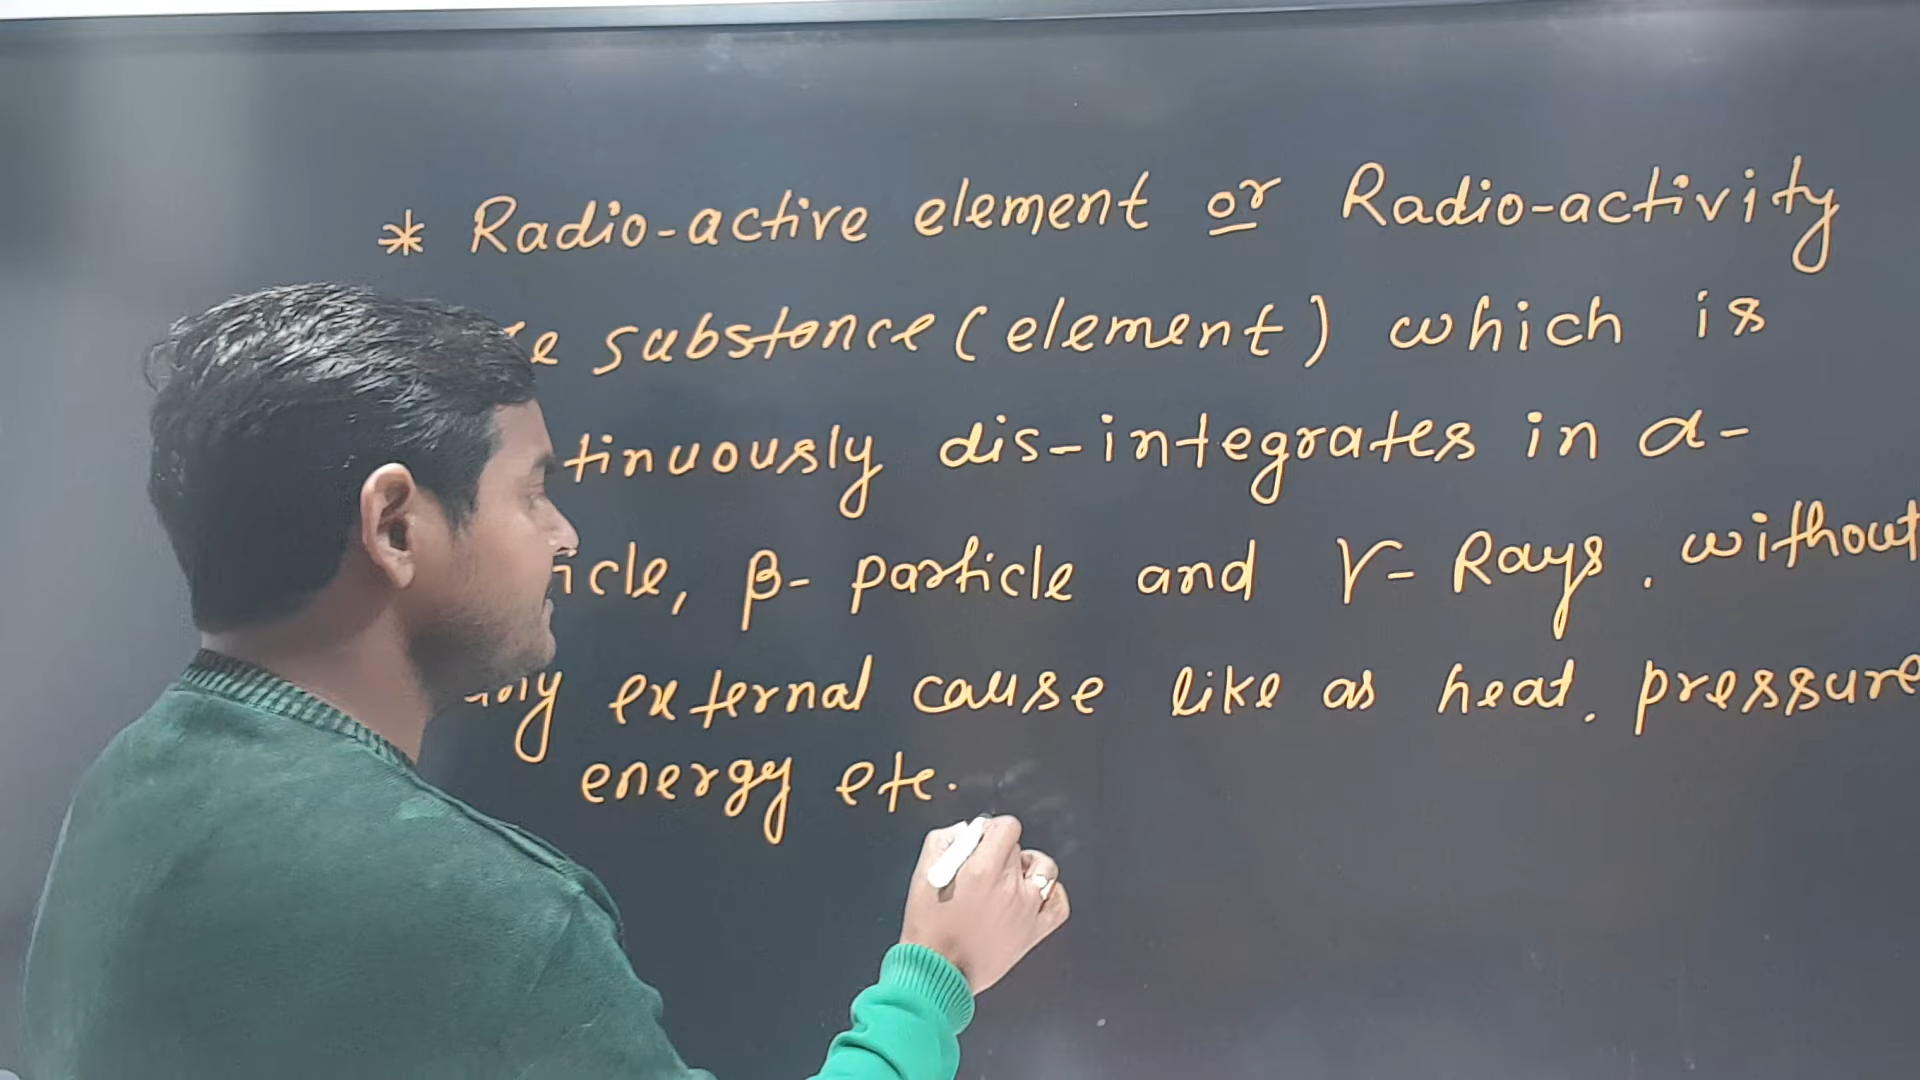 * Radio-active element or Radio-activity
substance (element) which is
tinuously dis-integrates in α-
icle, β- particle and γ- Rays. without
any external cause like as heat. pressure
energy etc.